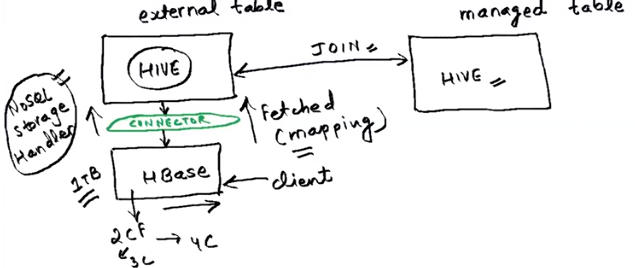 external table
managed table
HIVE
JOIN
HIVE
NoSQL
Storage
Handler
CONNECTOR
Fetched
(mapping)
1TB
HBase
client
2CF → 4C
3C